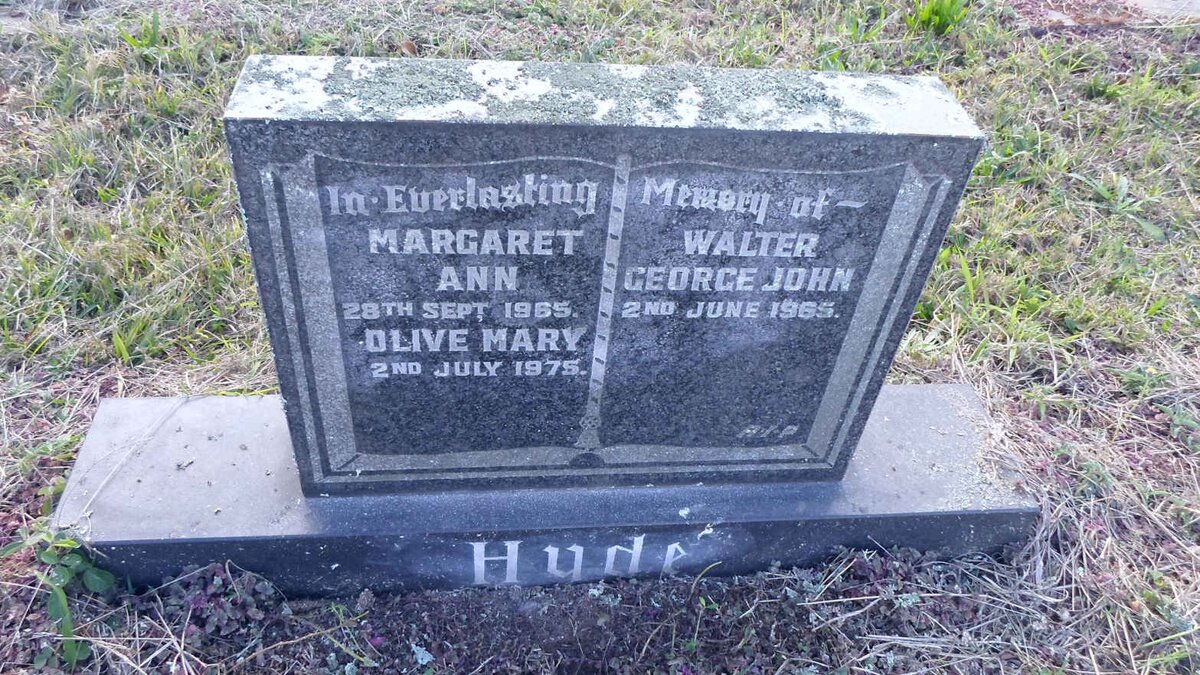 In Everlasting
MARGARET
ANN
28TH SEPT. 1965.
OLIVE MARY
2ND JULY 1975.
Memory of
WALTER
GEORGE JOHN
2ND JUNE 1965.
R.I.P.
Hyde